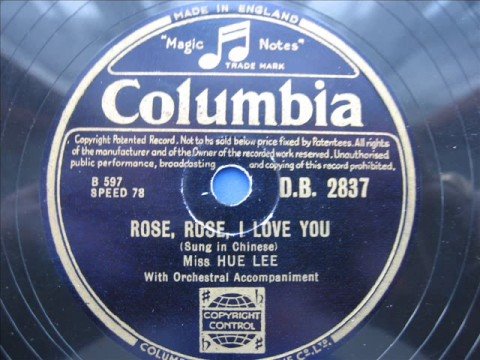 MADE IN ENGLAND
"Magic Notes"
TRADE MARK
Columbia
Copyright Patented Record. Not to be sold below price fixed by Patentees. All rights
of the manufacturer and of the Owner of the recorded work reserved. Unauthorised
public performance, broadcasting and copying of this record prohibited.
B 597
SPEED 78
D.B. 2837
ROSE, ROSE, I LOVE YOU
(Sung in Chinese)
Miss HUE LEE
With Orchestral Accompaniment
COPYRIGHT
CONTROL
Co. Ltd.